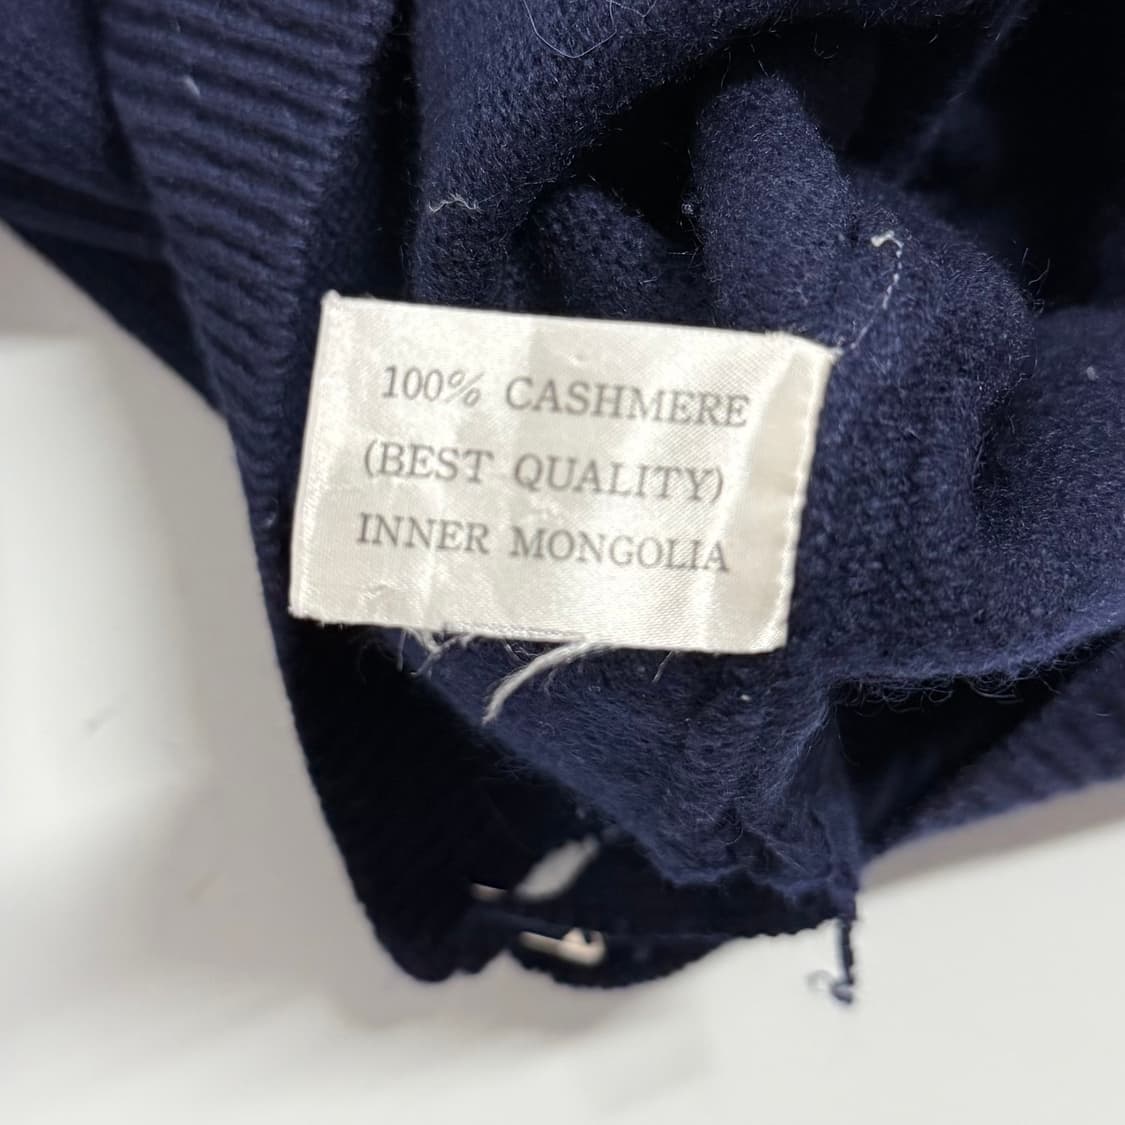 100% CASHMERE
(BEST QUALITY)
INNER MONGOLIA